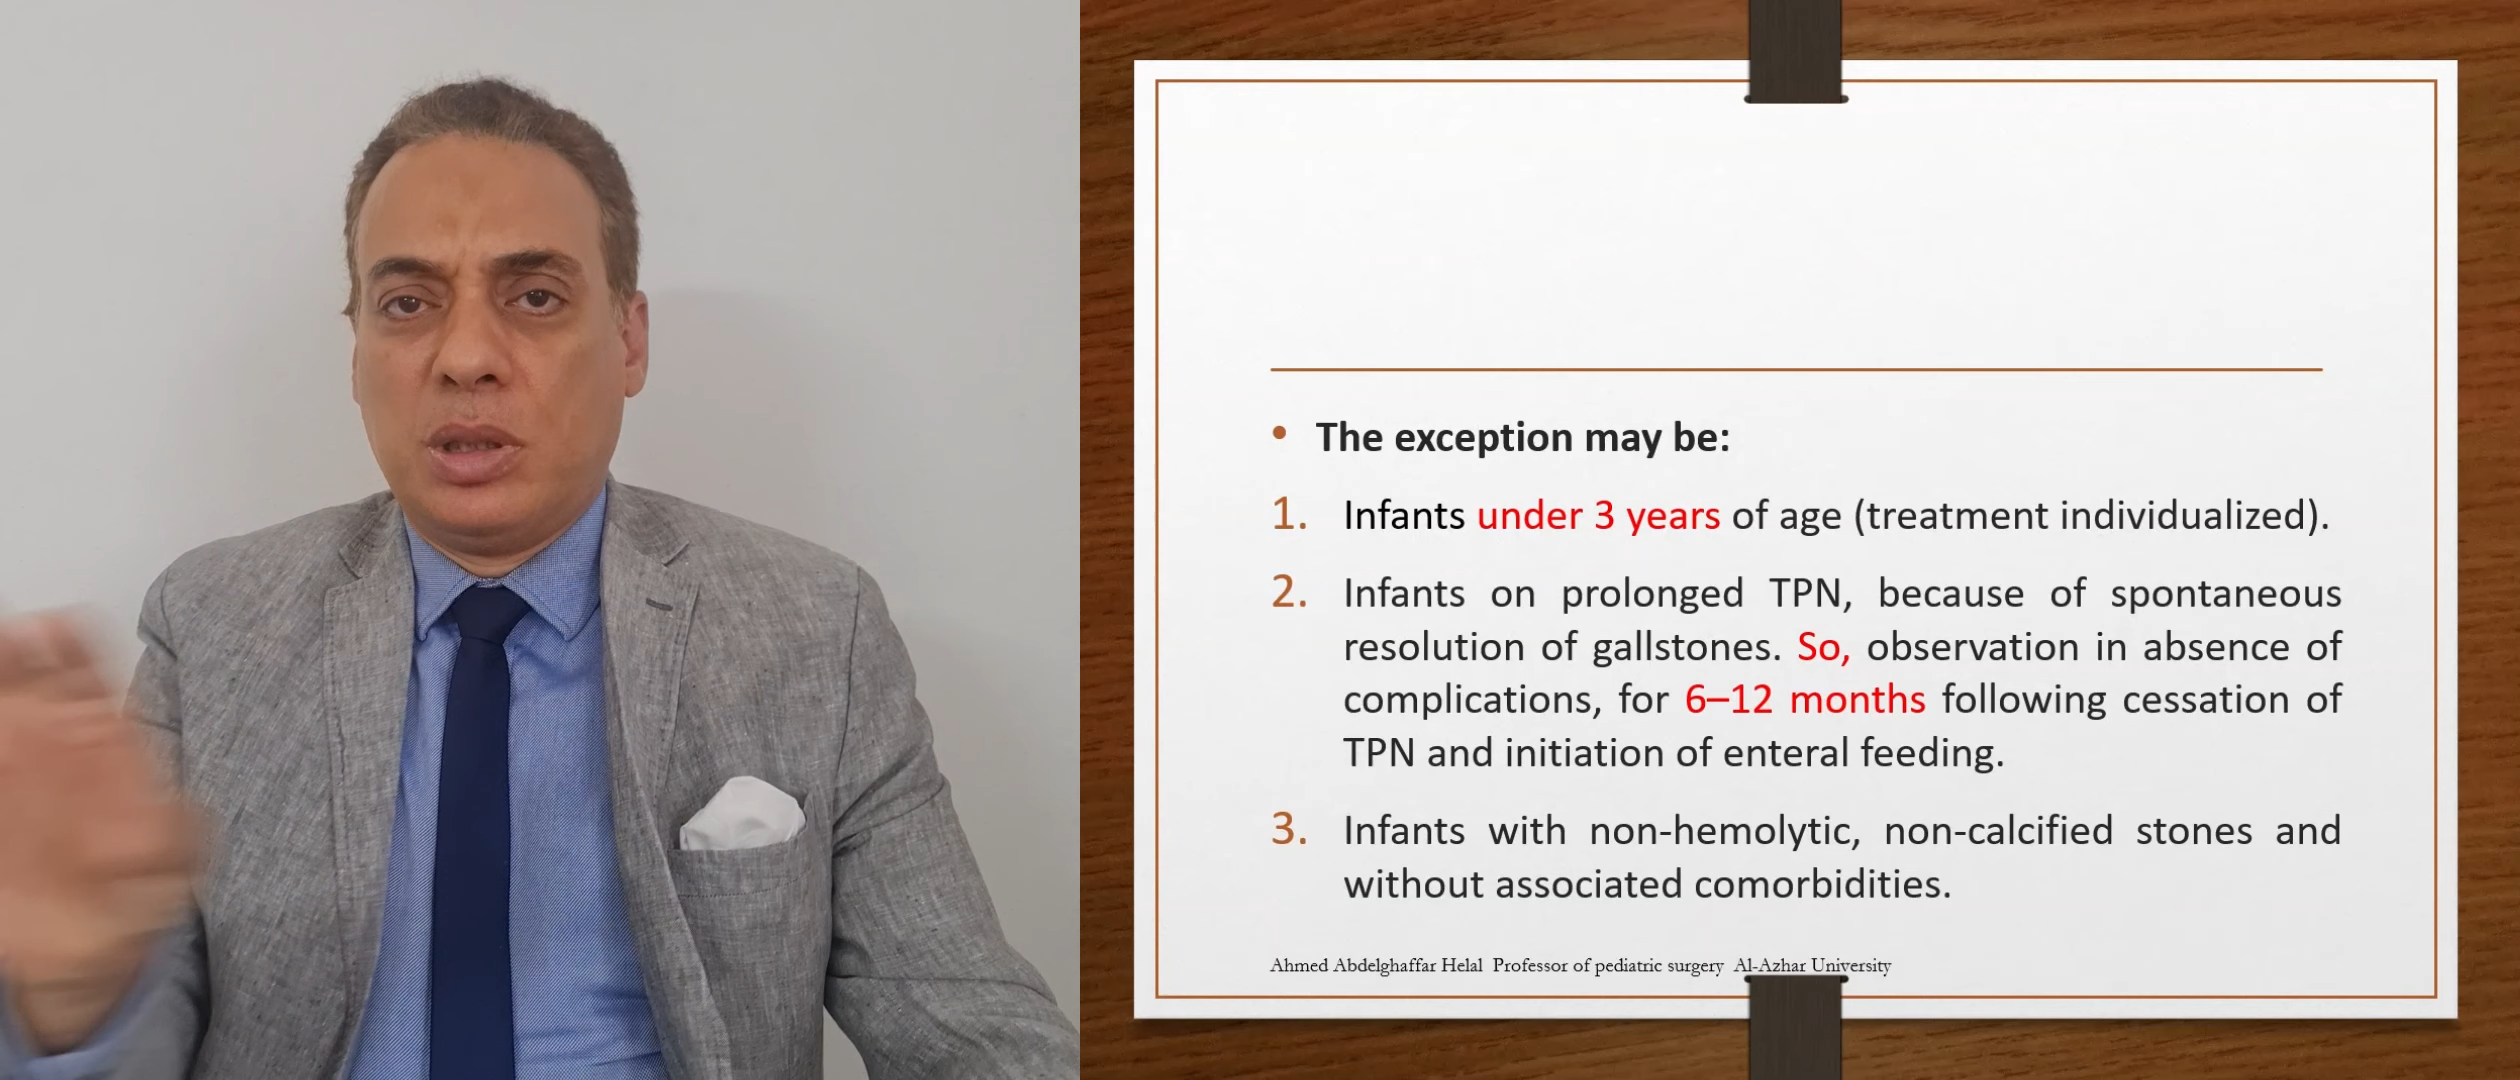 • The exception may be:
1. Infants under 3 years of age (treatment individualized).
2. Infants on prolonged TPN, because of spontaneous
resolution of gallstones. So, observation in absence of
complications, for 6–12 months following cessation of
TPN and initiation of enteral feeding.
3. Infants with non-hemolytic, non-calcified stones and
without associated comorbidities.
Ahmed Abdelghaffar Helal Professor of pediatric surgery Al-Azhar University